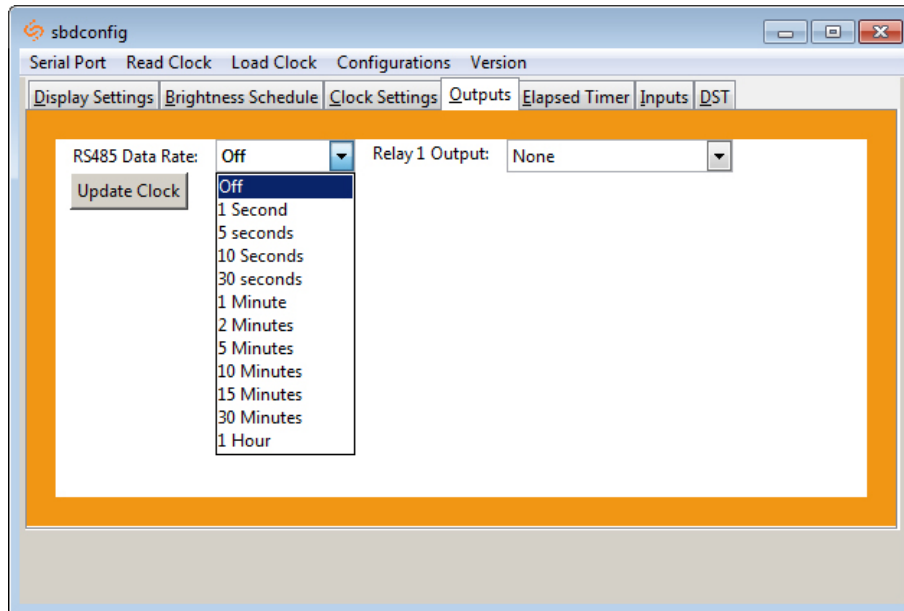 sbdconfig
Serial Port Read Clock Load Clock Configurations Version
Display Settings Brightness Schedule Clock Settings Outputs Elapsed Timer Inputs DST
RS485 Data Rate: Off Relay 1 Output: None
Update Clock
Off
1 Second
5 seconds
10 Seconds
30 seconds
1 Minute
2 Minutes
5 Minutes
10 Minutes
15 Minutes
30 Minutes
1 Hour